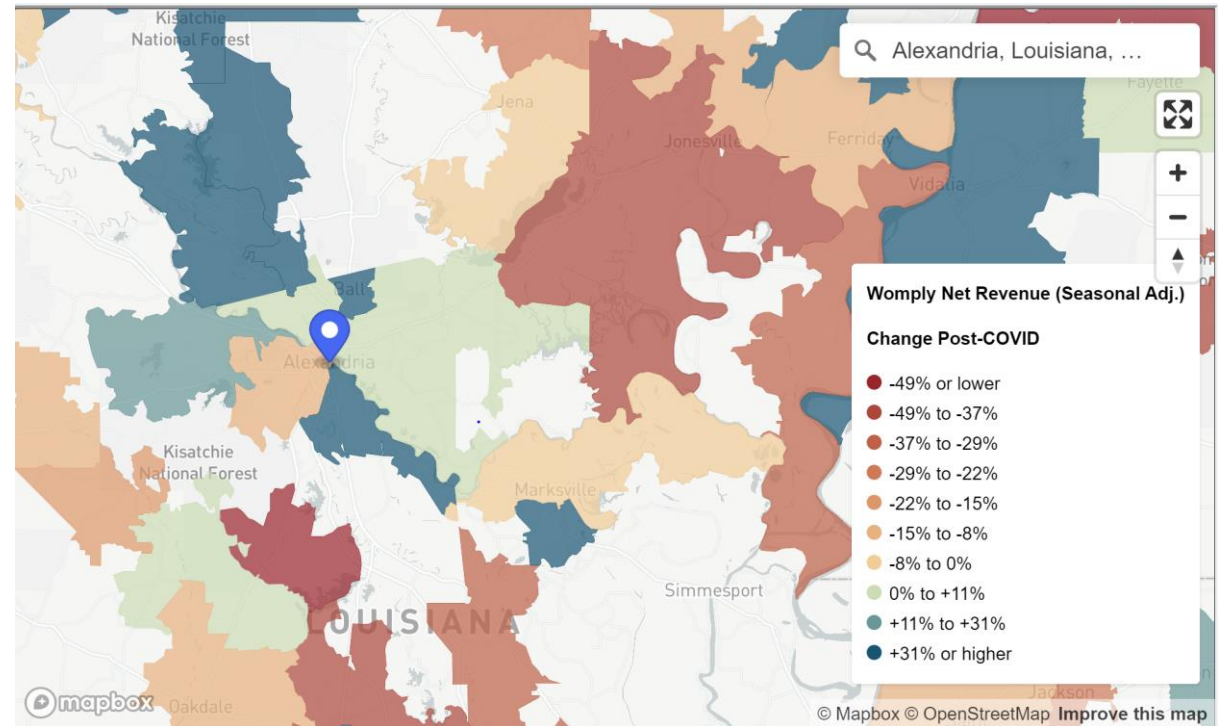 Kisatchie
National Forest
Alexandria, Louisiana, …
Jena
Fayette
Jonesville
Ferriday
Vidalia
+
−
Ball
Alexandria
Womply Net Revenue (Seasonal Adj.)
Change Post-COVID
-49% or lower
-49% to -37%
-37% to -29%
-29% to -22%
-22% to -15%
-15% to -8%
-8% to 0%
0% to +11%
+11% to +31%
+31% or higher
Kisatchie
National Forest
Marksville
Simmesport
LOUISIANA
Oakdale
Jackson
mapbox
© Mapbox © OpenStreetMap Improve this map